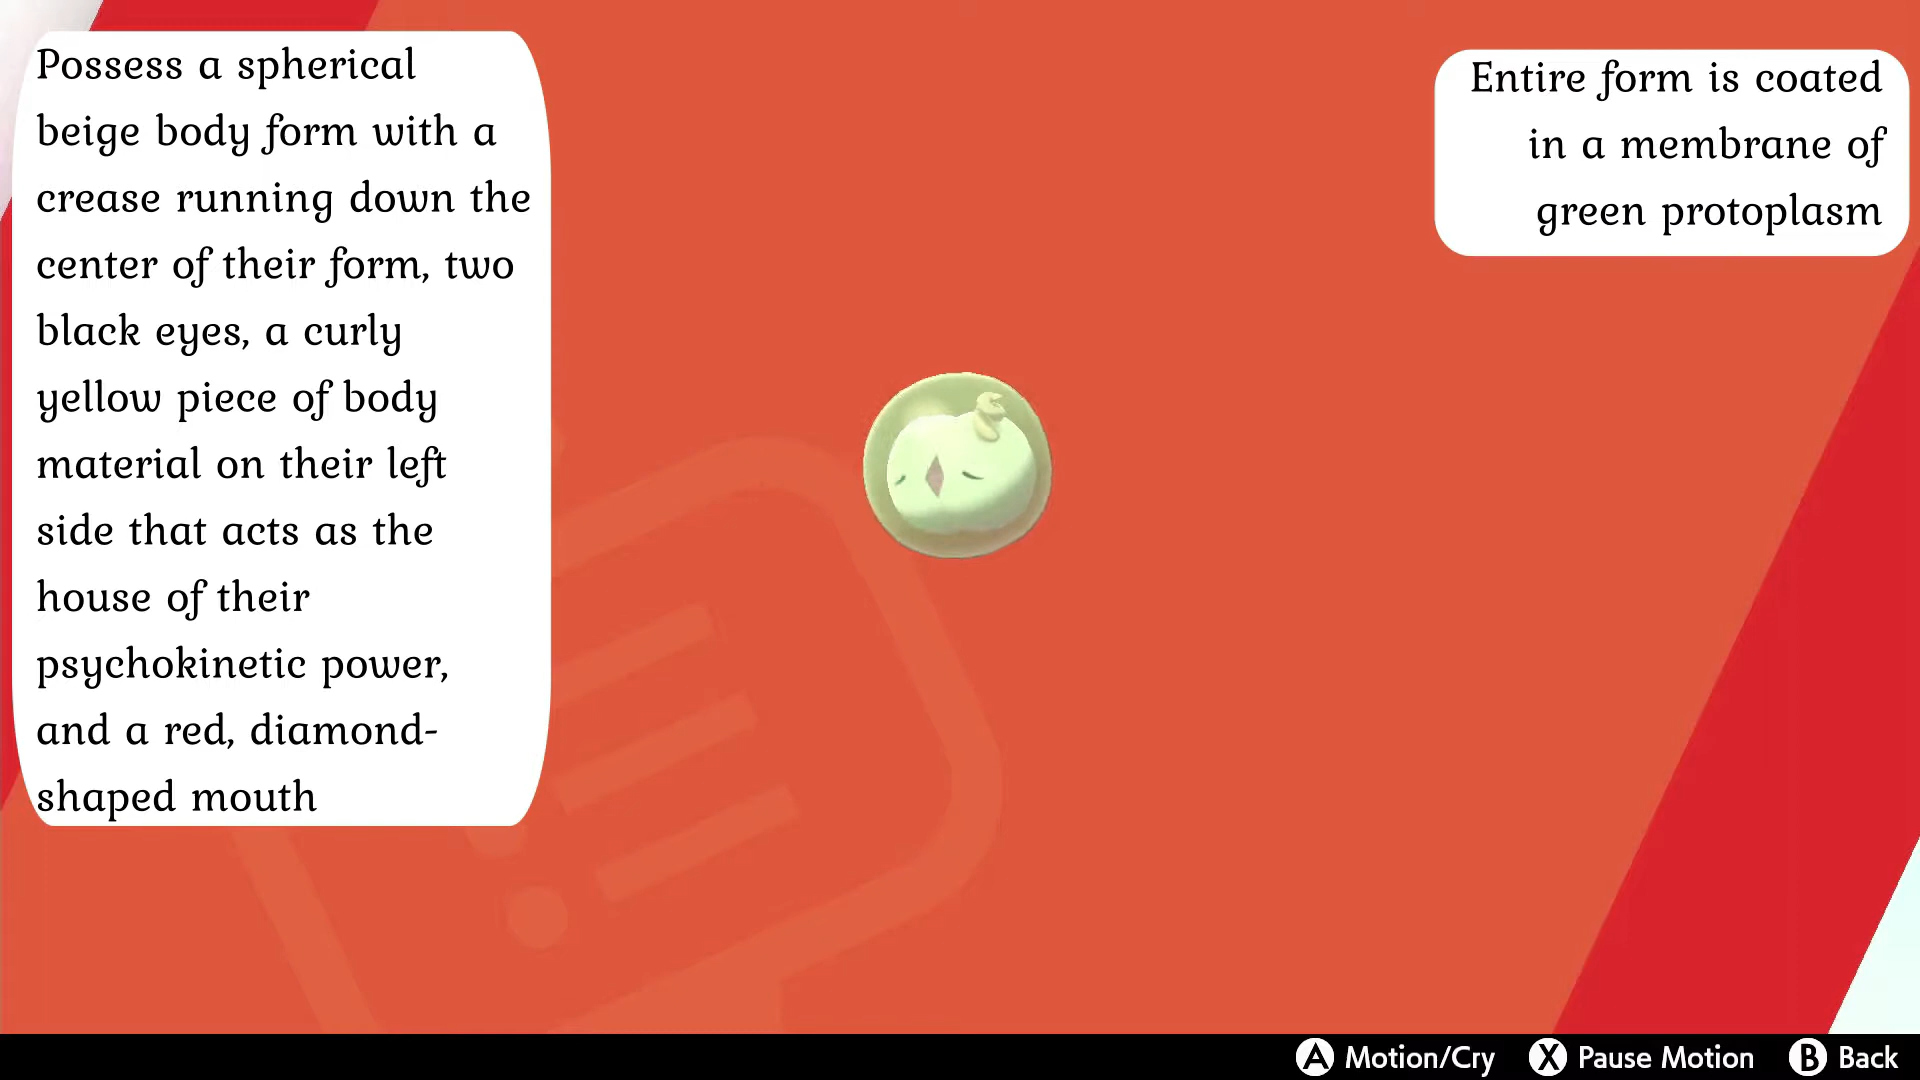 Possess a spherical
beige body form with a
crease running down the
center of their form, two
black eyes, a curly
yellow piece of body
material on their left
side that acts as the
house of their
psychokinetic power,
and a red, diamond-
shaped mouth
Entire form is coated
in a membrane of
green protoplasm
A Motion/Cry X Pause Motion B Back